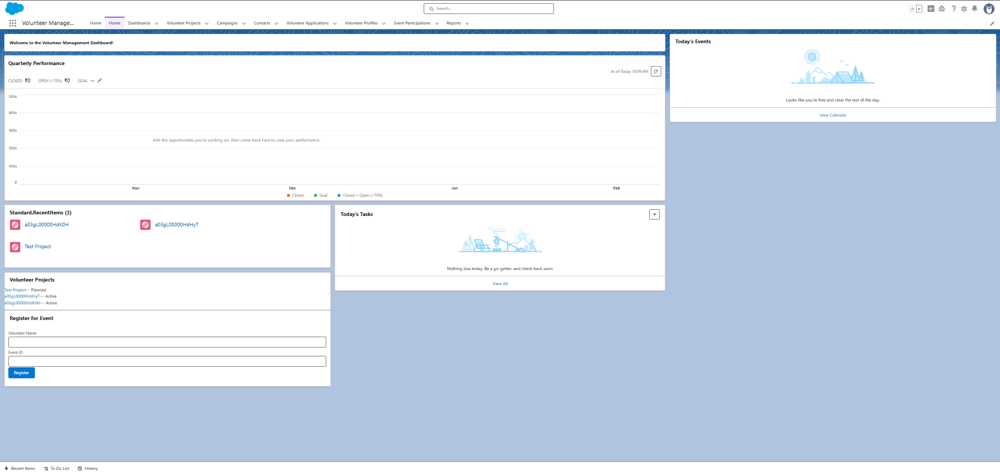 Search...
Volunteer Manage...
Home
Home
Dashboards
Volunteer Projects
Campaigns
Contacts
Volunteer Applications
Volunteer Profiles
Event Participations
Reports
Welcome to the Volunteer Management Dashboard!
Quarterly Performance
As of Today 10:09 AM
CLOSED ₹0 OPEN (>70%) ₹0 GOAL --
500K
400K
300K
200K
100K
0
Add the opportunities you're working on, then come back here to view your performance.
Nov Dec Jan Feb
Closed Goal Closed + Open (>70%)
Today's Events
Looks like you're free and clear the rest of the day.
View Calendar
Standard.RecentItems (3)
a03gL00000HdK0H
a03gL00000HdHyT
Test Project
Today's Tasks
Nothing due today. Be a go-getter, and check back soon.
View All
Volunteer Projects
Test Project— Planned
a03gL00000HdHyT— Active
a03gL00000HdK0H— Active
Register for Event
Volunteer Name
Event ID
Register
Recent Items
To Do List
History